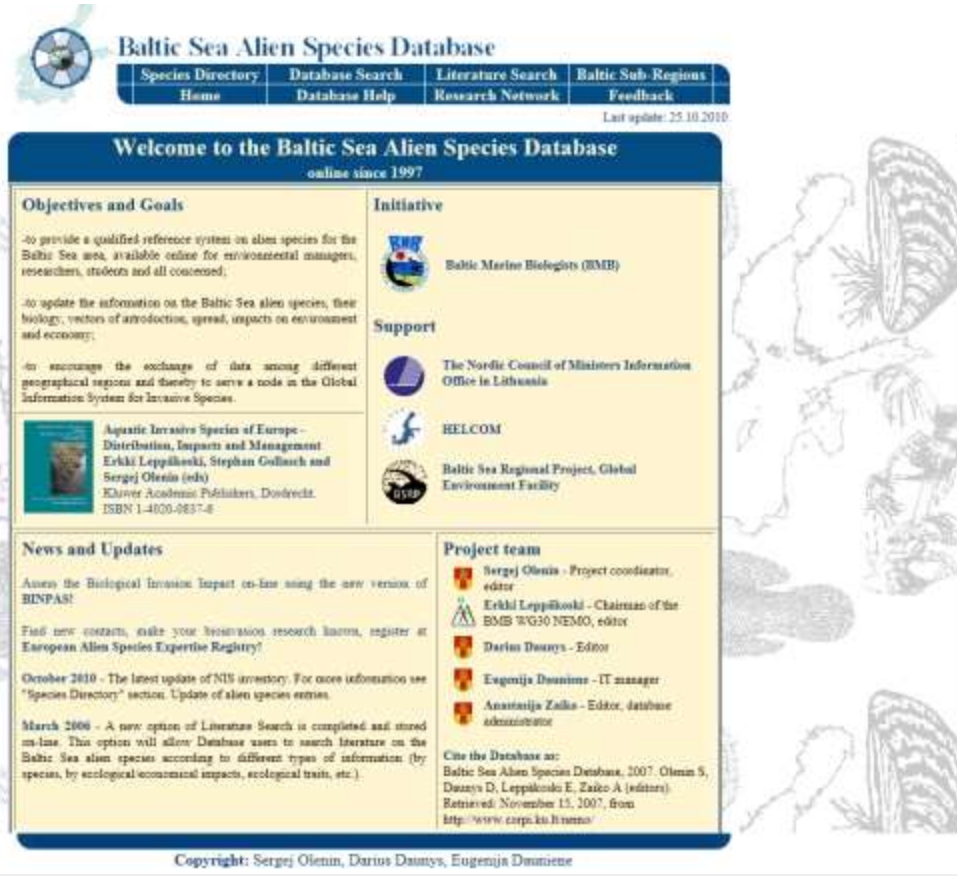 Baltic Sea Alien Species Database
Species Directory Database Search Literature Search Baltic Sub-Regions
Home Database Help Research Network Feedback
Last update: 25.10.2010
Welcome to the Baltic Sea Alien Species Database
online since 1997
Objectives and Goals
-to provide a qualified reference system on alien species for the
Baltic Sea area, available online for environmental managers,
researchers, students and all concerned;
-to update the information on the Baltic Sea alien species, their
biology, vectors of introduction, spread, impacts on environment
and economy;
-to encourage the exchange of data among different
geographical regions and thereby to serve a node in the Global
Information System for Invasive Species.
Aquatic Invasive Species of Europe -
Distribution, Impacts and Management
Erkki Leppäkoski, Stephan Gollasch and
Sergej Olenin (eds)
Kluwer Academic Publishers, Dordrecht.
ISBN 1-4020-0837-6
Initiative
BMB
Baltic Marine Biologists (BMB)
Support
The Nordic Council of Ministers Information
Office in Lithuania
HELCOM
BSRP
Baltic Sea Regional Project, Global
Environment Facility
News and Updates
Assess the Biological Invasion Impact on-line using the new version of
BINPAS!
Find new contacts, make your bioinvasion research known, register at
European Alien Species Expertise Registry!
October 2010 - The latest update of NIS inventory. For more information see
"Species Directory" section. Update of alien species entries.
March 2006 - A new option of Literature Search is completed and stored
on-line. This option will allow Database users to search literature on the
Baltic Sea alien species according to different types of information (by
species, by ecological/economical impacts, ecological traits, etc.).
Project team
Sergej Olenin - Project coordinator,
editor
Erkki Leppäkoski - Chairman of the
BMB WG30 NEMO, editor
Darius Daunys - Editor
Eugenija Dauniene - IT manager
Anastasija Zaiko - Editor, database
administrator
Cite the Database as:
Baltic Sea Alien Species Database, 2007. Olenin S,
Daunys D, Leppäkoski E, Zaiko A (editors).
Retrieved: November 15, 2007, from
http://www.corpi.ku.lt/nemo/
Copyright: Sergej Olenin, Darius Daunys, Eugenija Dauniene